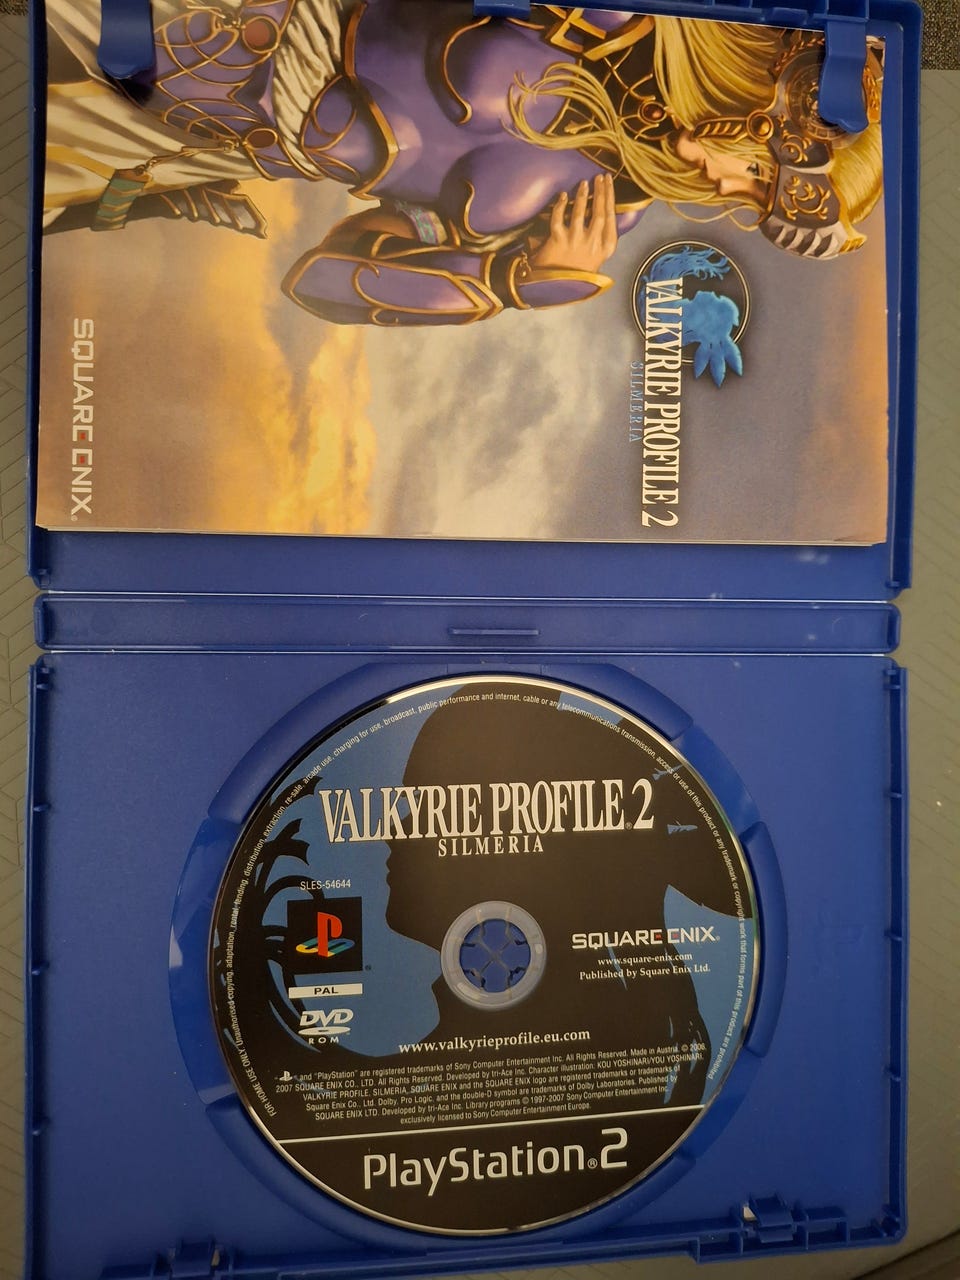 VALKYRIE PROFILE 2
SILMERIA
SQUARE ENIX®
FOR HOME USE ONLY. Unauthorised copying, adaptation, rental, lending, distribution, extraction, re-sale, arcade use, charging for use, broadcast, public performance and internet, cable or any telecommunications transmission, access or use of this product or any trademark or copyright work that forms part of this product are prohibited
VALKYRIE PROFILE® 2
SILMERIA
SLES-54644
PAL
DVD
ROM
SQUARE ENIX®
www.square-enix.com
Published by Square Enix Ltd.
www.valkyrieprofile.eu.com
and "PlayStation" are registered trademarks of Sony Computer Entertainment Inc. All Rights Reserved. Made in Austria. © 2006,
2007 SQUARE ENIX CO., LTD. All Rights Reserved. Developed by tri-Ace Inc. Character illustration: KOU YOSHINARI/YOU YOSHINARI.
VALKYRIE PROFILE, SILMERIA, SQUARE ENIX and the SQUARE ENIX logo are registered trademarks or trademarks of
Square Enix Co., Ltd. Dolby, Pro Logic, and the double-D symbol are trademarks of Dolby Laboratories. Published by
SQUARE ENIX LTD. Developed by tri-Ace Inc. Library programs © 1997-2007 Sony Computer Entertainment Inc.
exclusively licensed to Sony Computer Entertainment Europe.
PlayStation®2